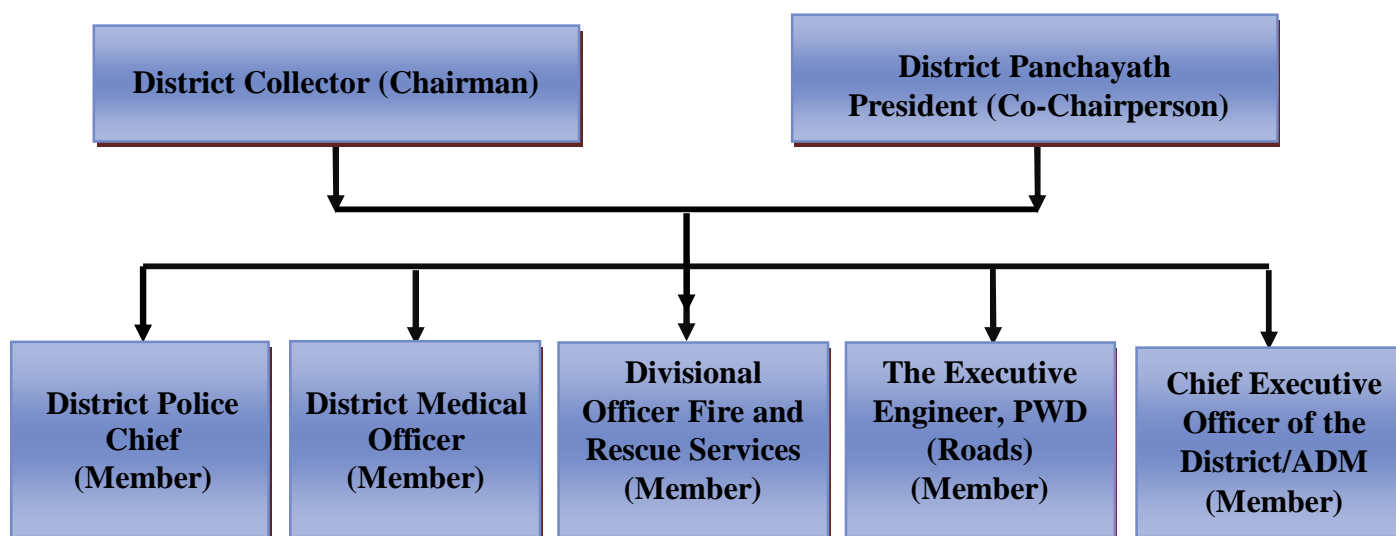 District Collector (Chairman)
District Panchayath
President (Co-Chairperson)
District Police
Chief
(Member)
District Medical
Officer
(Member)
Divisional
Officer Fire and
Rescue Services
(Member)
The Executive
Engineer, PWD
(Roads)
(Member)
Chief Executive
Officer of the
District/ADM
(Member)